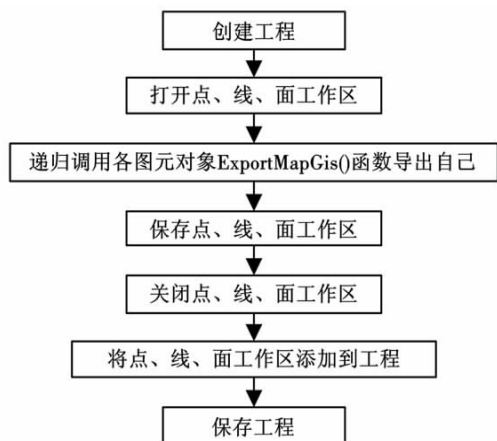 创建工程
打开点、线、面工作区
递归调用各图元对象ExportMapGis()函数导出自己
保存点、线、面工作区
关闭点、线、面工作区
将点、线、面工作区添加到工程
保存工程